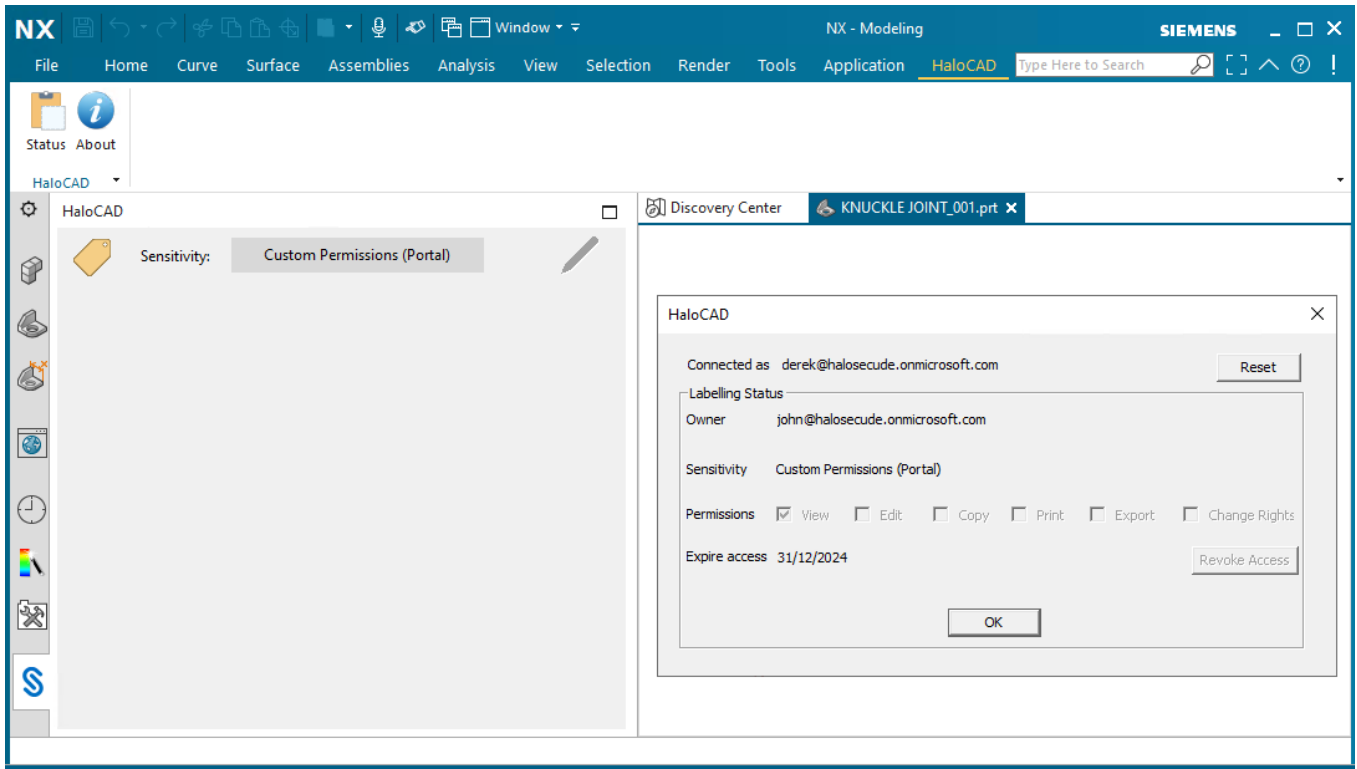 NX Window NX - Modeling SIEMENS
File Home Curve Surface Assemblies Analysis View Selection Render Tools Application HaloCAD Type Here to Search
Status About
HaloCAD
HaloCAD
Sensitivity: Custom Permissions (Portal)
Discovery Center KNUCKLE JOINT_001.prt
HaloCAD
Connected as derek@halosecude.onmicrosoft.com Reset
Labelling Status
Owner john@halosecude.onmicrosoft.com
Sensitivity Custom Permissions (Portal)
Permissions View Edit Copy Print Export Change Rights
Expire access 31/12/2024 Revoke Access
OK